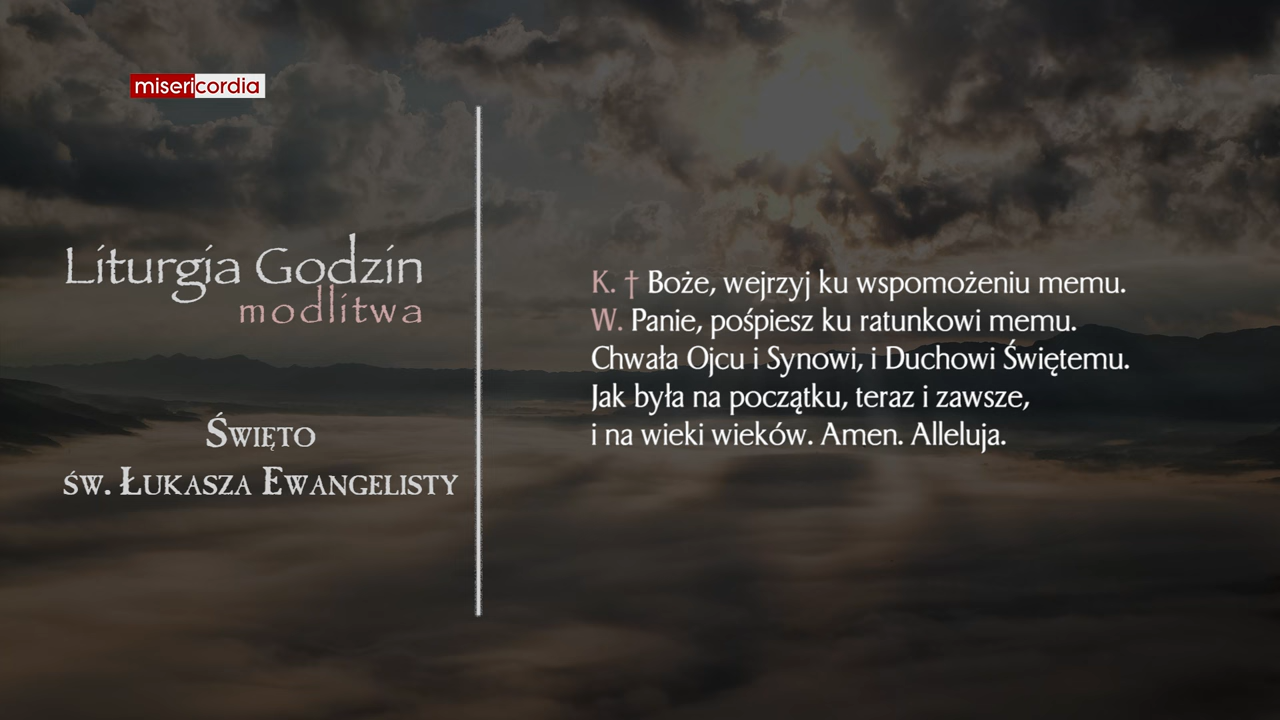 misericordia
Liturgia Godzin
modlitwa
Święto
św. Łukasza Ewangelisty
K. † Boże, wejrzyj ku wspomożeniu memu.
W. Panie, pośpiesz ku ratunkowi memu.
Chwała Ojcu i Synowi, i Duchowi Świętemu.
Jak była na początku, teraz i zawsze,
i na wieki wieków. Amen. Alleluja.